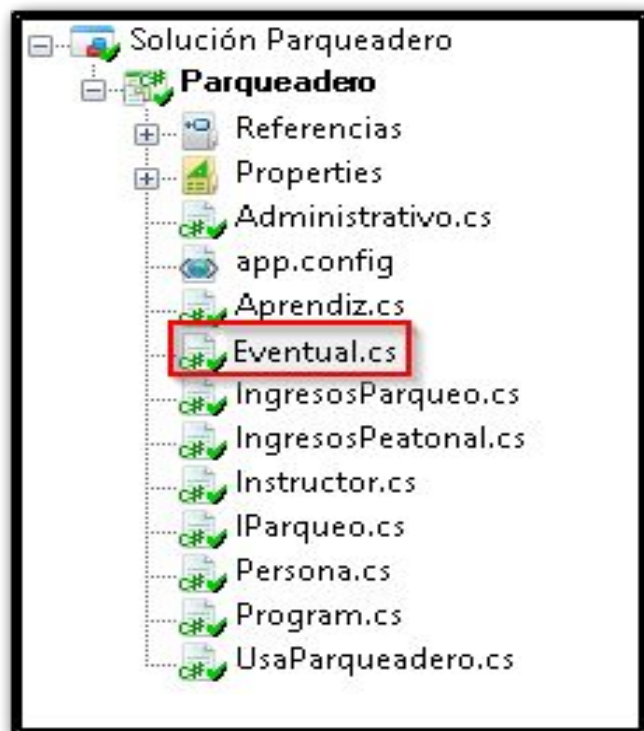 Solución Parqueadero
Parqueadero
Referencias
Properties
Administrativo.cs
app.config
Aprendiz.cs
Eventual.cs
IngresosParqueo.cs
IngresosPeatonal.cs
Instructor.cs
IParqueo.cs
Persona.cs
Program.cs
UsaParqueadero.cs